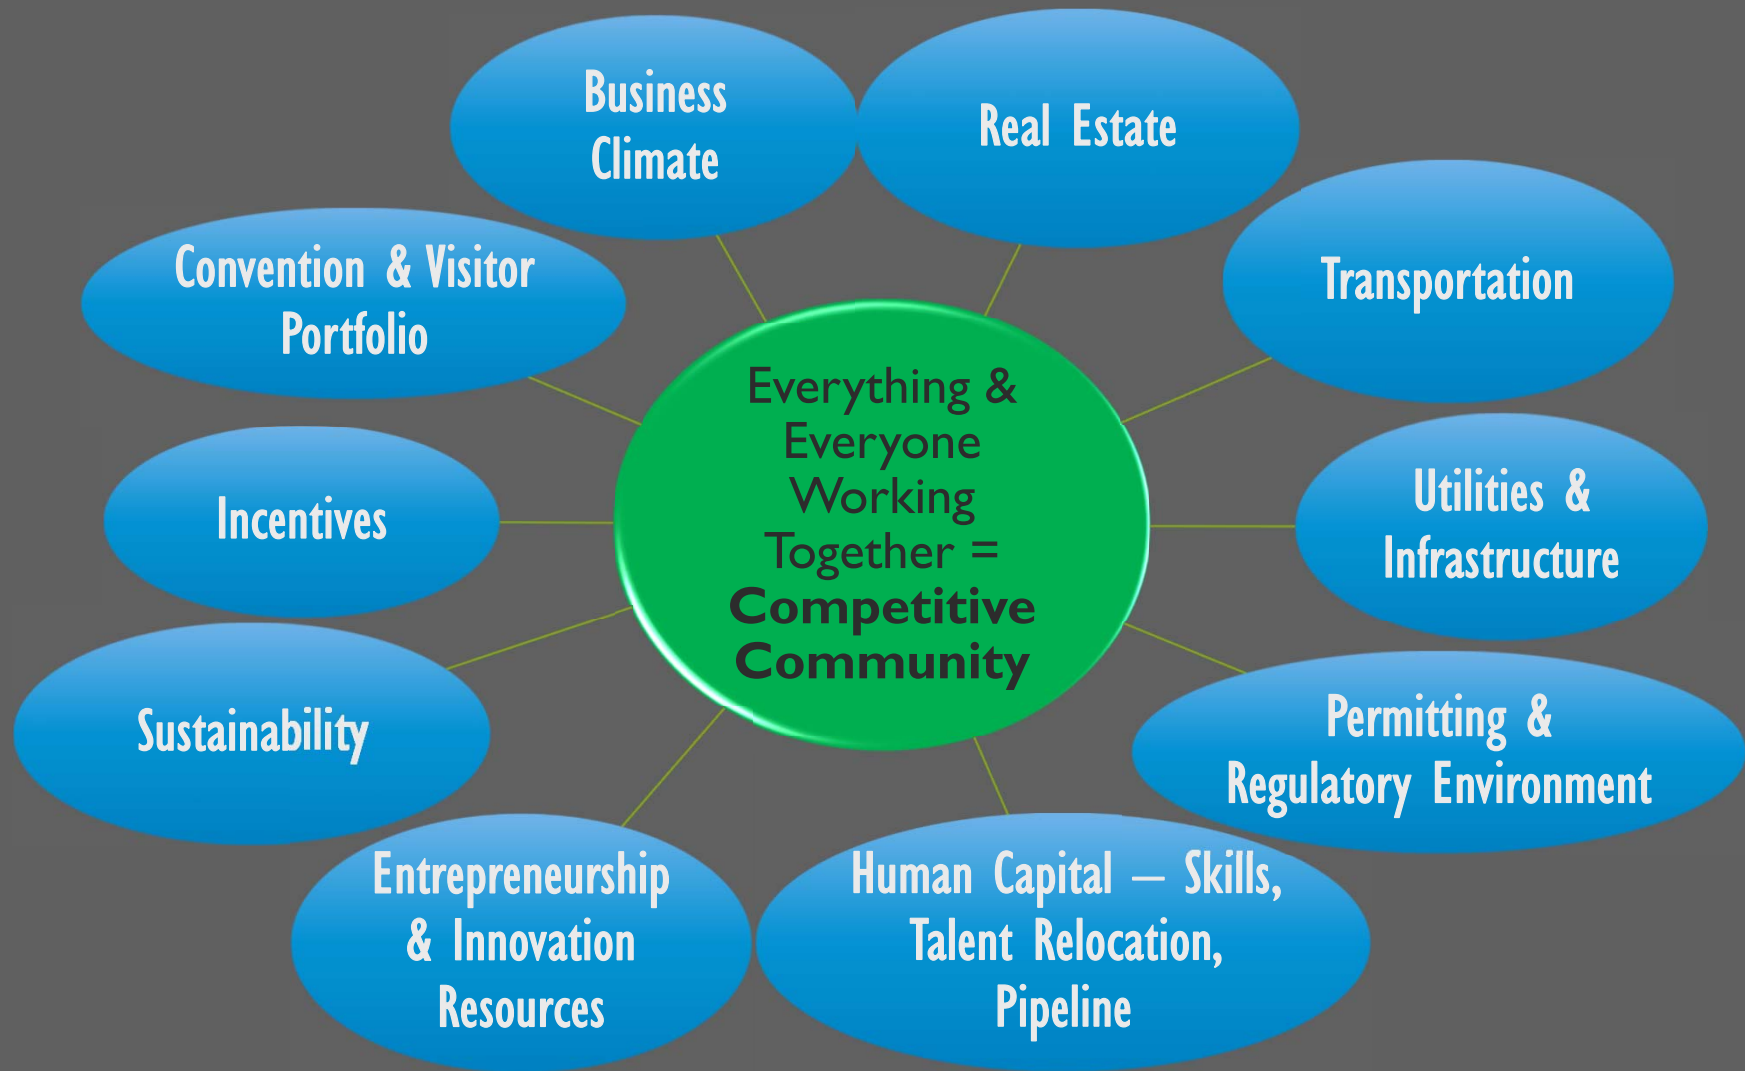 Business
Climate
Real Estate
Transportation
Utilities &
Infrastructure
Permitting &
Regulatory Environment
Human Capital – Skills,
Talent Relocation,
Pipeline
Entrepreneurship
& Innovation
Resources
Sustainability
Incentives
Convention & Visitor
Portfolio
Everything &
Everyone
Working
Together =
Competitive
Community